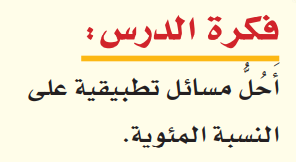 فكرة الدرس:
أَحُلُّ مسائل تطبيقية على
النسبة المئوية.